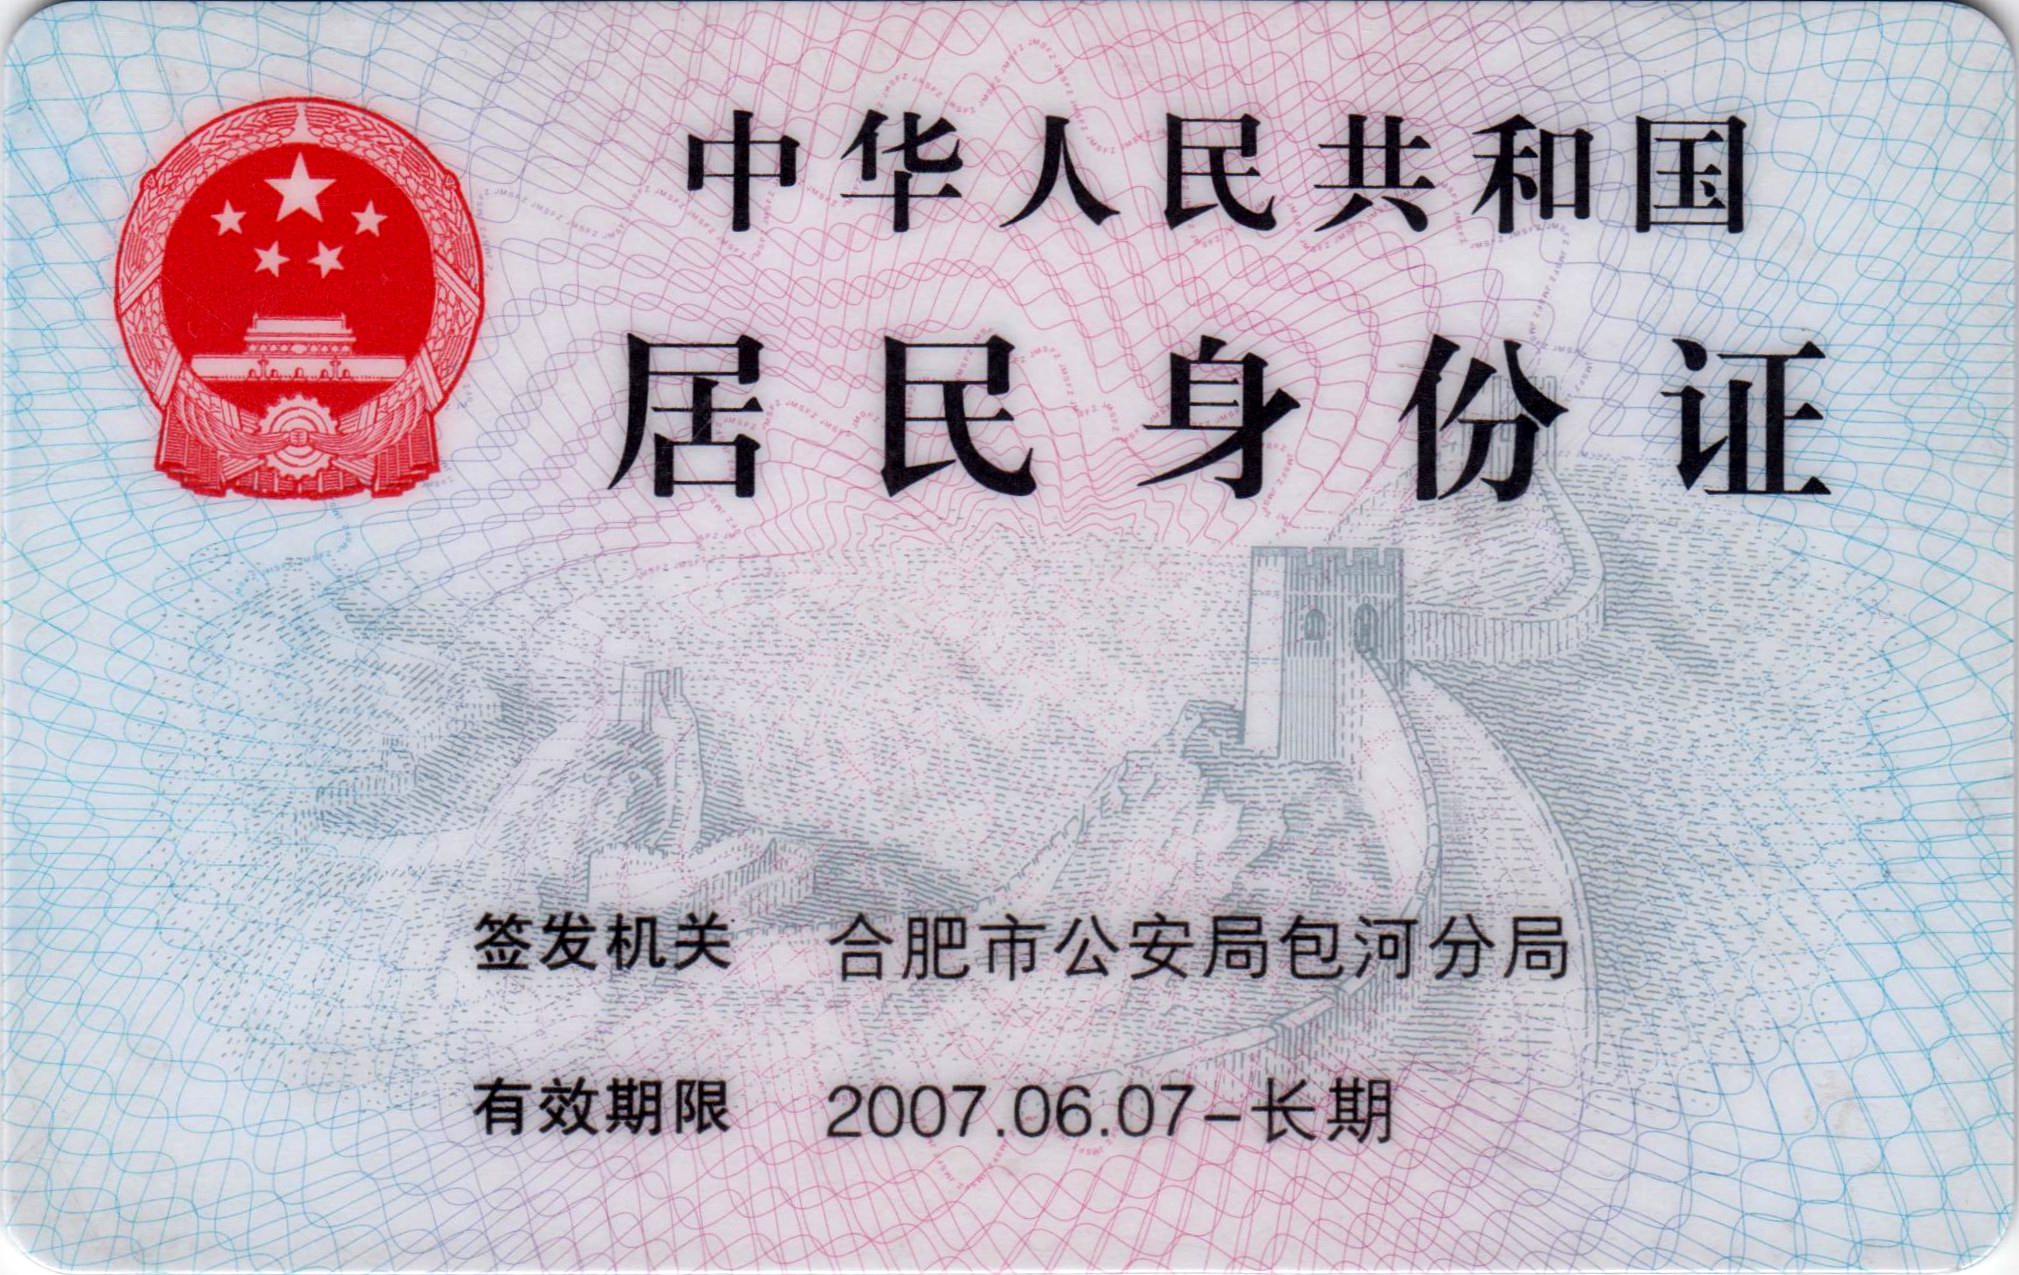 中华人民共和国
居民身份证
签发机关 合肥市公安局包河分局
有效期限 2007.06.07-长期